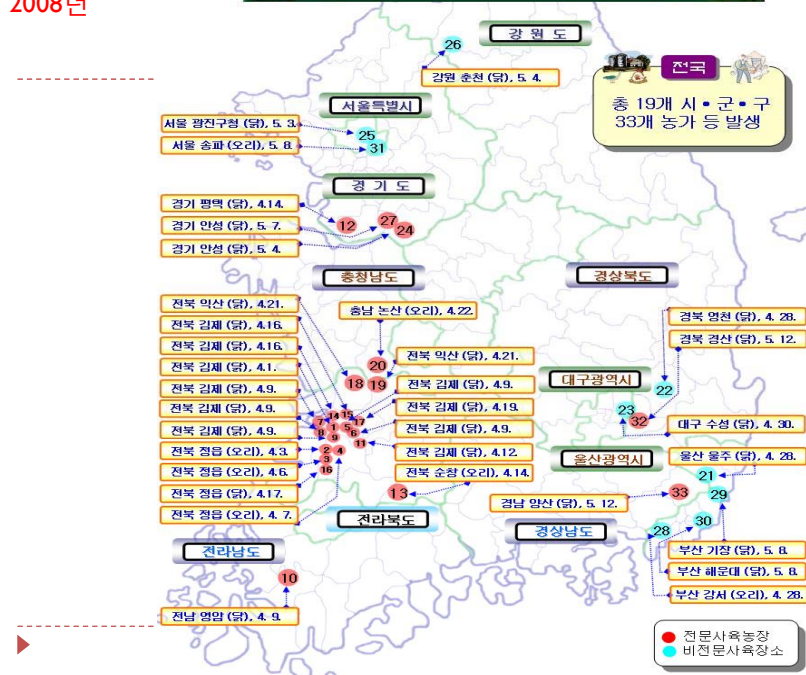 2008년
강 원 도
26
강원 춘천 (닭), 5. 4.
전국
총 19개 시 • 군 • 구
33개 농가 등 발생
서울특별시
서울 광진구청 (닭), 5. 3.
서울 송파 (오리), 5. 8.
25
31
경 기 도
경기 평택 (닭), 4.14.
경기 안성 (닭), 5. 7.
경기 안성 (닭), 5. 4.
12
27
24
충청남도
경상북도
전북 익산 (닭), 4.21.
전북 김제 (닭), 4.16.
전북 김제 (닭), 4.16.
전북 김제 (닭), 4.1.
전북 김제 (닭), 4.9.
전북 김제 (닭), 4.9.
전북 김제 (닭), 4.9.
전북 정읍 (오리), 4.3.
전북 정읍 (오리), 4.6.
전북 정읍 (닭), 4.17.
전북 정읍 (오리), 4. 7.
충남 논산 (오리), 4.22.
전북 익산 (닭), 4.21.
전북 김제 (닭), 4.9.
전북 김제 (닭), 4.19.
전북 김제 (닭), 4.9.
전북 김제 (닭), 4.12.
전북 순창 (오리), 4.14.
20
18
19
14
15
7
17
1
5
8
6
9
11
2
4
3
16
13
경북 영천 (닭), 4. 28.
경북 경산 (닭), 5. 12.
대구광역시
22
23
32
대구 수성 (닭), 4. 30.
울산광역시
울산 울주 (닭), 4. 28.
21
29
33
30
28
경남 양산 (닭), 5. 12.
전라북도
경상남도
전라남도
부산 기장 (닭), 5. 8.
부산 해운대 (닭), 5. 8.
부산 강서 (오리), 4. 28.
10
전남 영암 (닭), 4. 9.
전문사육농장
비전문사육장소